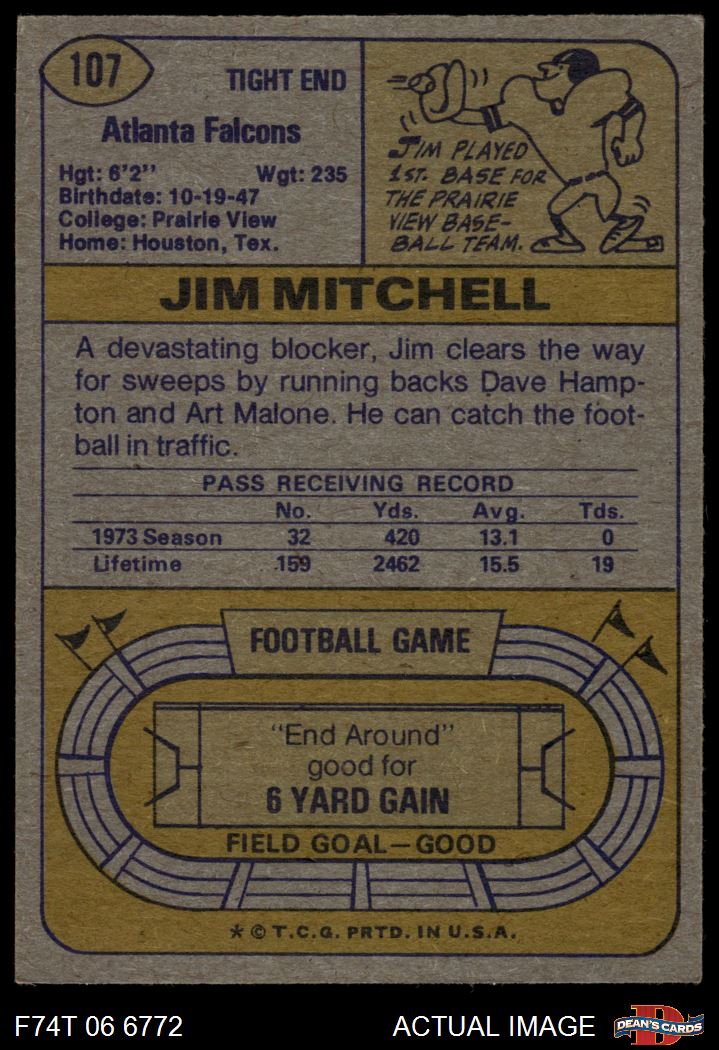 107
TIGHT END
Atlanta Falcons
Hgt: 6'2" Wgt: 235
Birthdate: 10-19-47
College: Prairie View
Home: Houston, Tex.
JIM PLAYED
1ST. BASE FOR
THE PRAIRIE
VIEW BASE-
BALL TEAM.
JIM MITCHELL
A devastating blocker, Jim clears the way
for sweeps by running backs Dave Hamp-
ton and Art Malone. He can catch the foot-
ball in traffic.
PASS RECEIVING RECORD
No. Yds. Avg. Tds.
1973 Season 32 420 13.1 0
Lifetime 159 2462 15.5 19
FOOTBALL GAME
"End Around"
good for
6 YARD GAIN
FIELD GOAL—GOOD
* © T.C.G. PRTD. IN U.S.A.
F74T 06 6772 ACTUAL IMAGE D DEAN'S CARDS